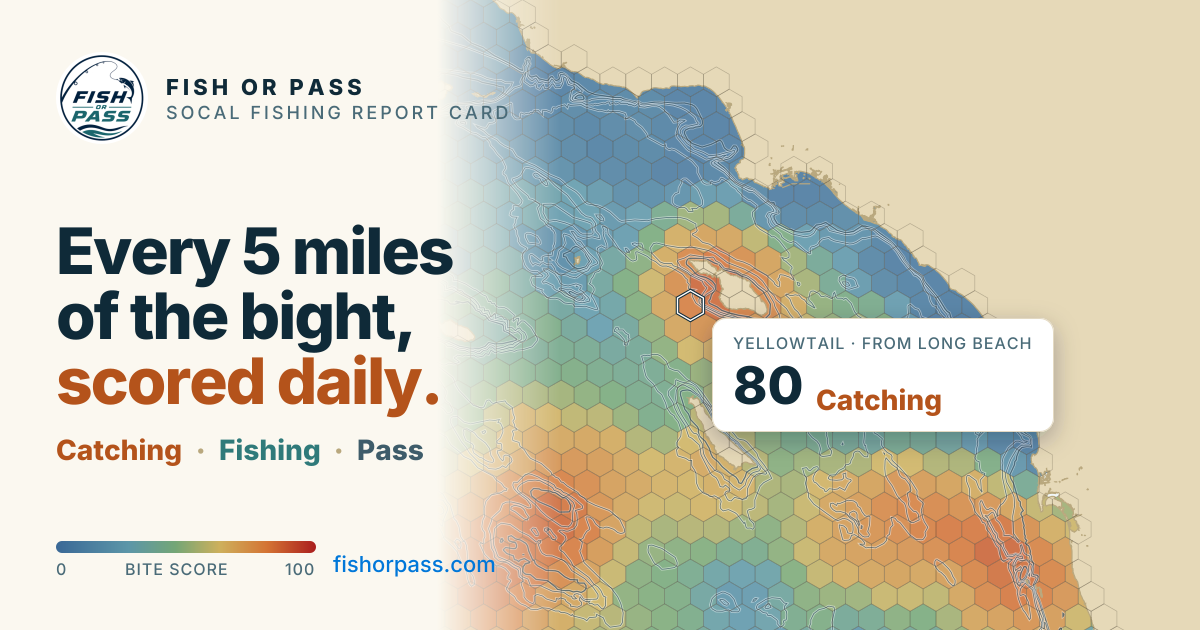 FISH
OR
PASS
FISH OR PASS
SOCAL FISHING REPORT CARD
Every 5 miles
of the bight,
scored daily.
Catching · Fishing · Pass
YELLOWTAIL · FROM LONG BEACH
80 Catching
0 BITE SCORE 100
fishorpass.com